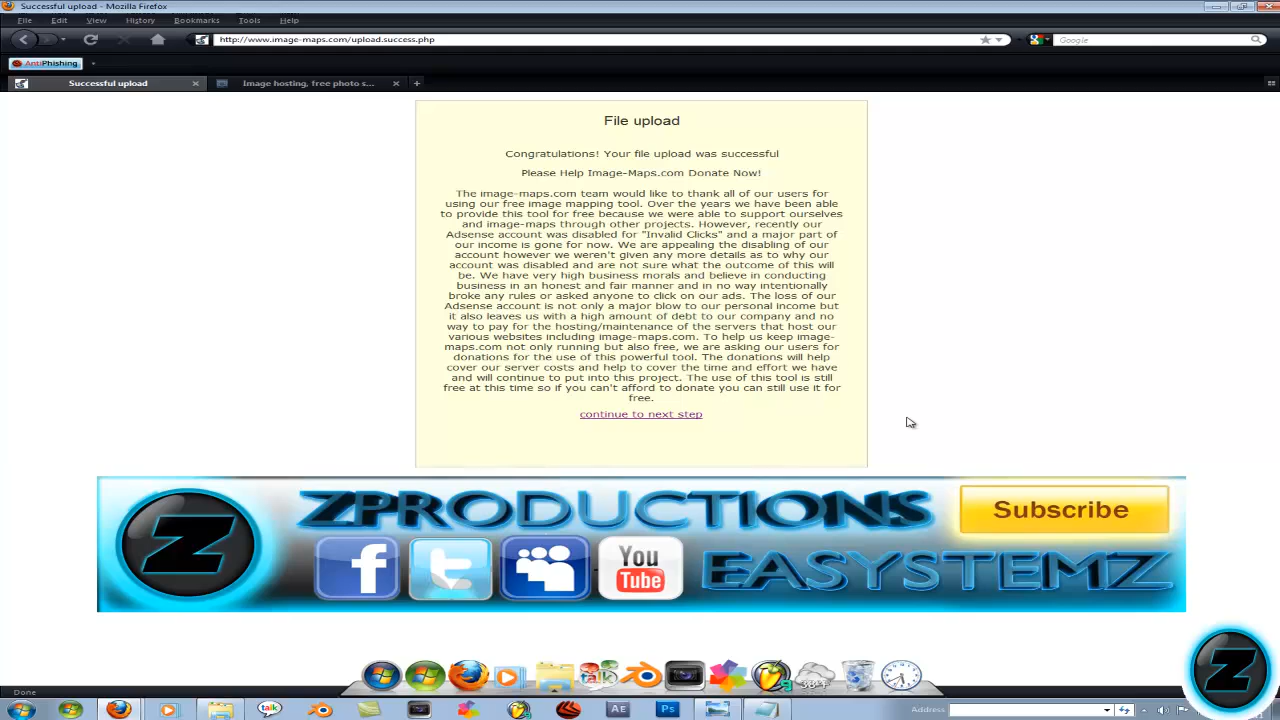 Successful upload - Mozilla Firefox
File Edit View History Bookmarks Tools Help
http://www.image-maps.com/upload.success.php
Google
AntiPhishing
Successful upload
Image hosting, free photo s...
File upload
Congratulations! Your file upload was successful
Please Help Image-Maps.com Donate Now!
The image-maps.com team would like to thank all of our users for
using our free image mapping tool. Over the years we have been able
to provide this tool for free because we were able to support ourselves
and image-maps through other projects. However, recently our
Adsense account was disabled for "Invalid Clicks" and a major part of
our income is gone for now. We are appealing the disabling of our
account however we weren't given any more details as to why our
account was disabled and are not sure what the outcome of this will
be. We have very high business morals and believe in conducting
business in an honest and fair manner and in no way intentionally
broke any rules or asked anyone to click on our ads. The loss of our
Adsense account is not only a major blow to our personal income but
it also leaves us with a high amount of debt to our company and no
way to pay for the hosting/maintenance of the servers that host our
various websites including image-maps.com. To help us keep image-
maps.com not only running but also free, we are asking our users for
donations for the use of this powerful tool. The donations will help
cover our server costs and help to cover the time and effort we have
and will continue to put into this project. The use of this tool is still
free at this time so if you can't afford to donate you can still use it for
free.
continue to next step
Z
ZPRODUCTIONS
Subscribe
f
t
You
Tube
EASYSTEMZ
talk
9
38°F
Z
Done
talk
Ae
Ps
Address